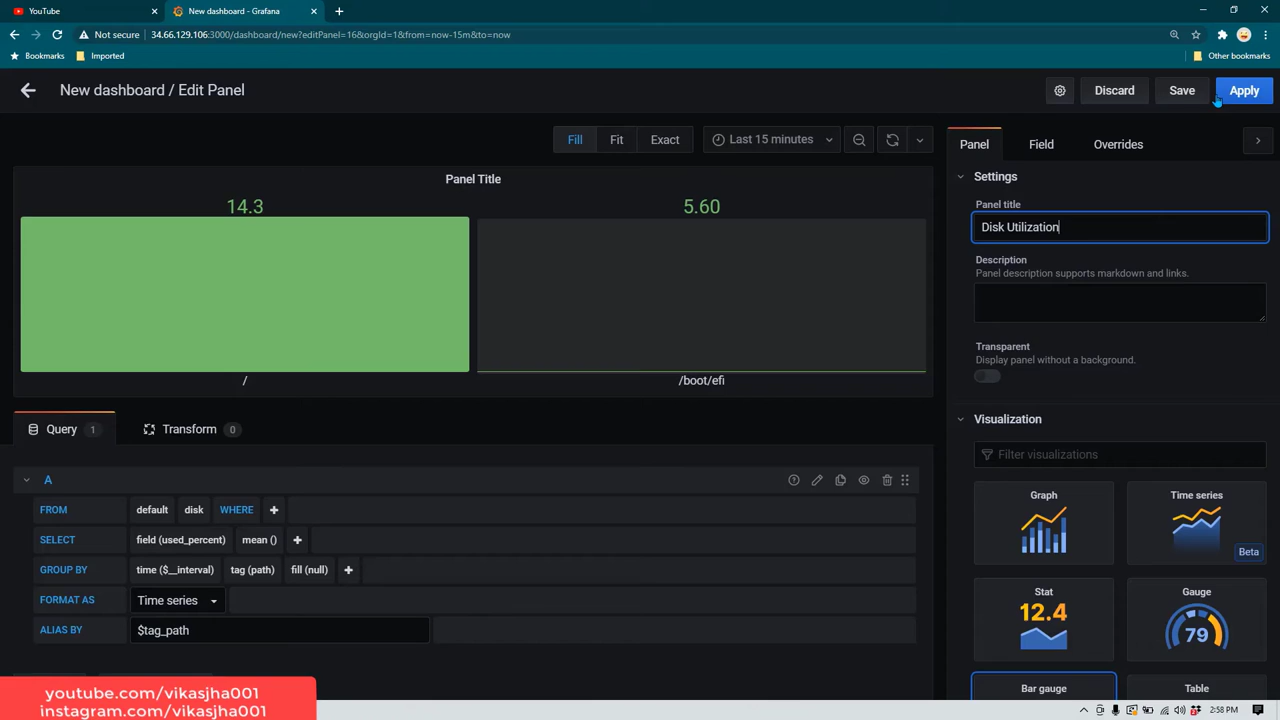 YouTube
New dashboard - Grafana
Not secure
34.66.129.106:3000/dashboard/new?editPanel=16&orgId=1&from=now-15m&to=now
Bookmarks
Imported
Other bookmarks
New dashboard / Edit Panel
Discard
Save
Apply
Fill
Fit
Exact
Last 15 minutes
Panel
Field
Overrides
Panel Title
14.3
5.60
/
/boot/efi
Settings
Panel title
Disk Utilization
Description
Panel description supports markdown and links.
Transparent
Display panel without a background.
Visualization
Filter visualizations
Graph
Time series
Beta
Stat
12.4
Gauge
79
Bar gauge
Table
Query 1
Transform 0
A
FROM default disk WHERE +
SELECT field (used_percent) mean () +
GROUP BY time ($__interval) tag (path) fill (null) +
FORMAT AS Time series
ALIAS BY $tag_path
youtube.com/vikasjha001
instagram.com/vikasjha001
2:58 PM